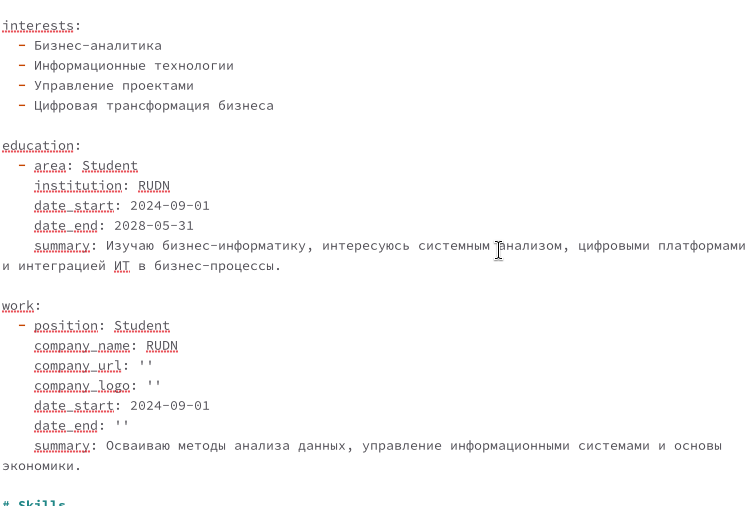 interests:
- Бизнес-аналитика
- Информационные технологии
- Управление проектами
- Цифровая трансформация бизнеса
education:
- area: Student
institution: RUDN
date_start: 2024-09-01
date_end: 2028-05-31
summary: Изучаю бизнес-информатику, интересуюсь системным анализом, цифровыми платформами
и интеграцией ИТ в бизнес-процессы.
work:
- position: Student
company_name: RUDN
company_url: ''
company_logo: ''
date_start: 2024-09-01
date_end: ''
summary: Осваиваю методы анализа данных, управление информационными системами и основы
экономики.
# Skills